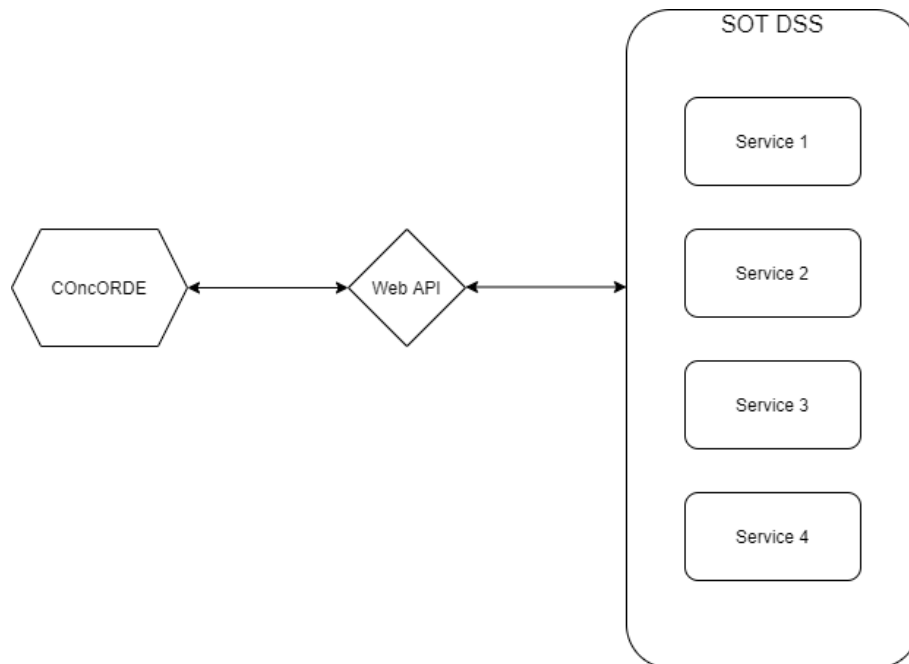 SOT DSS
Service 1
Service 2
COncORDE
Web API
Service 3
Service 4